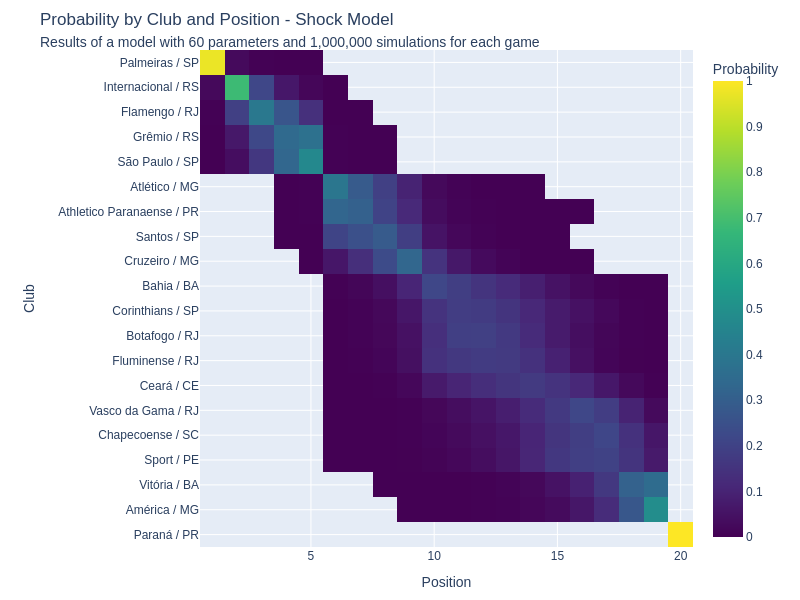 Probability by Club and Position - Shock Model
Results of a model with 60 parameters and 1,000,000 simulations for each game
Probability
Palmeiras / SP
Internacional / RS
Flamengo / RJ
Grêmio / RS
São Paulo / SP
Atlético / MG
Athletico Paranaense / PR
Santos / SP
Cruzeiro / MG
Bahia / BA
Corinthians / SP
Botafogo / RJ
Fluminense / RJ
Ceará / CE
Vasco da Gama / RJ
Chapecoense / SC
Sport / PE
Vitória / BA
América / MG
Paraná / PR
Club
5
10
15
20
Position
1
0.9
0.8
0.7
0.6
0.5
0.4
0.3
0.2
0.1
0